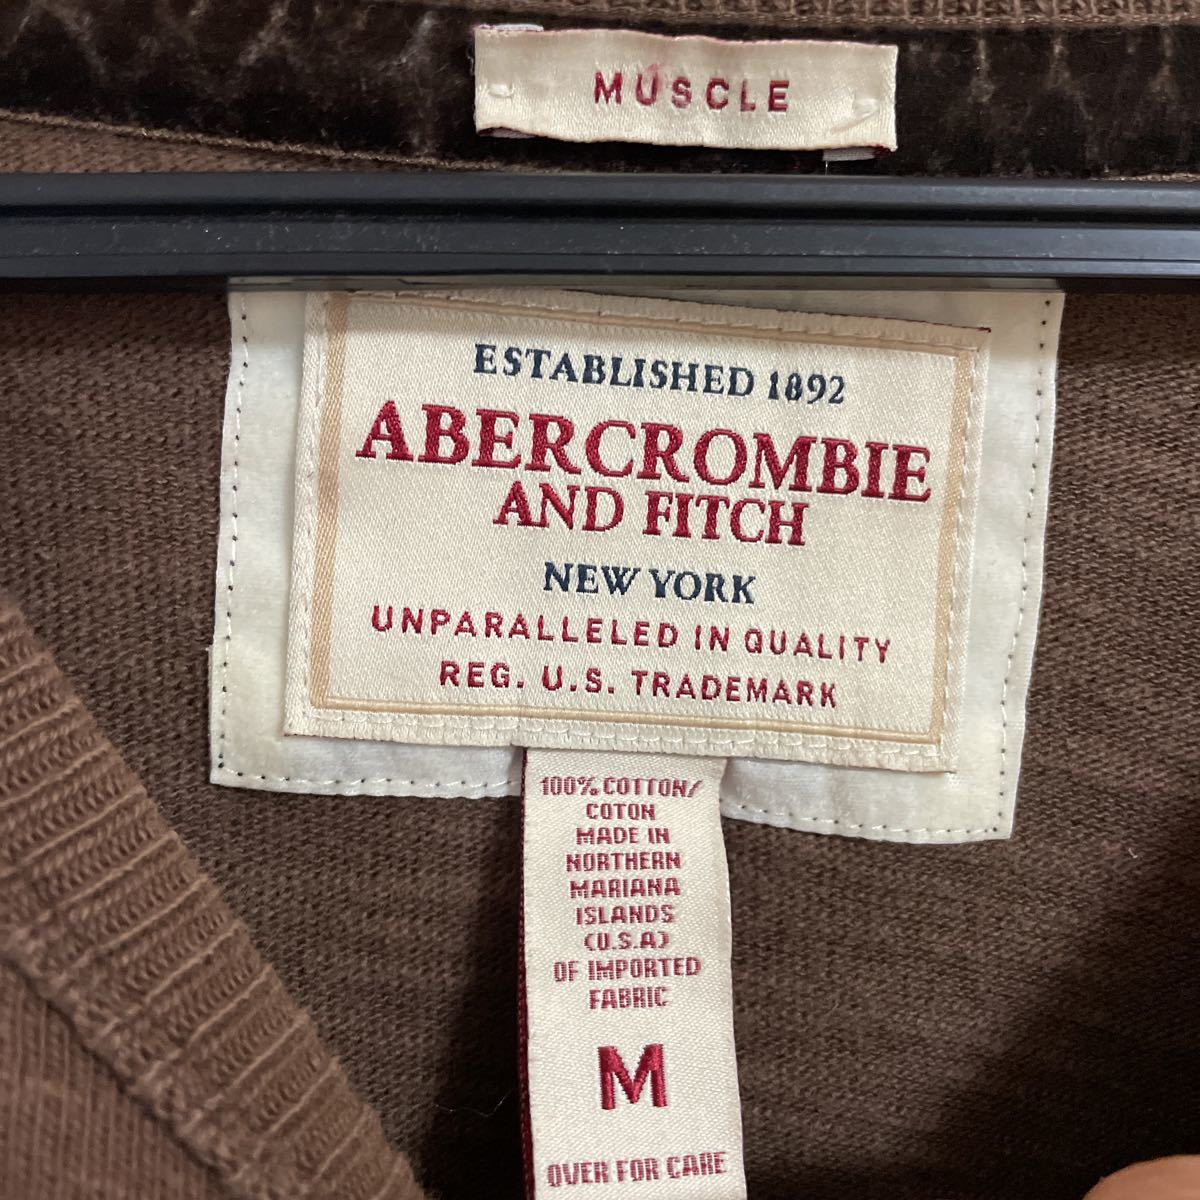 MUSCLE
ESTABLISHED 1892
ABERCROMBIE
AND FITCH
NEW YORK
UNPARALLELED IN QUALITY
REG. U.S. TRADEMARK
100% COTTON/
COTON
MADE IN
NORTHERN
MARIANA
ISLANDS
(U.S.A)
OF IMPORTED
FABRIC
M
OVER FOR CARE